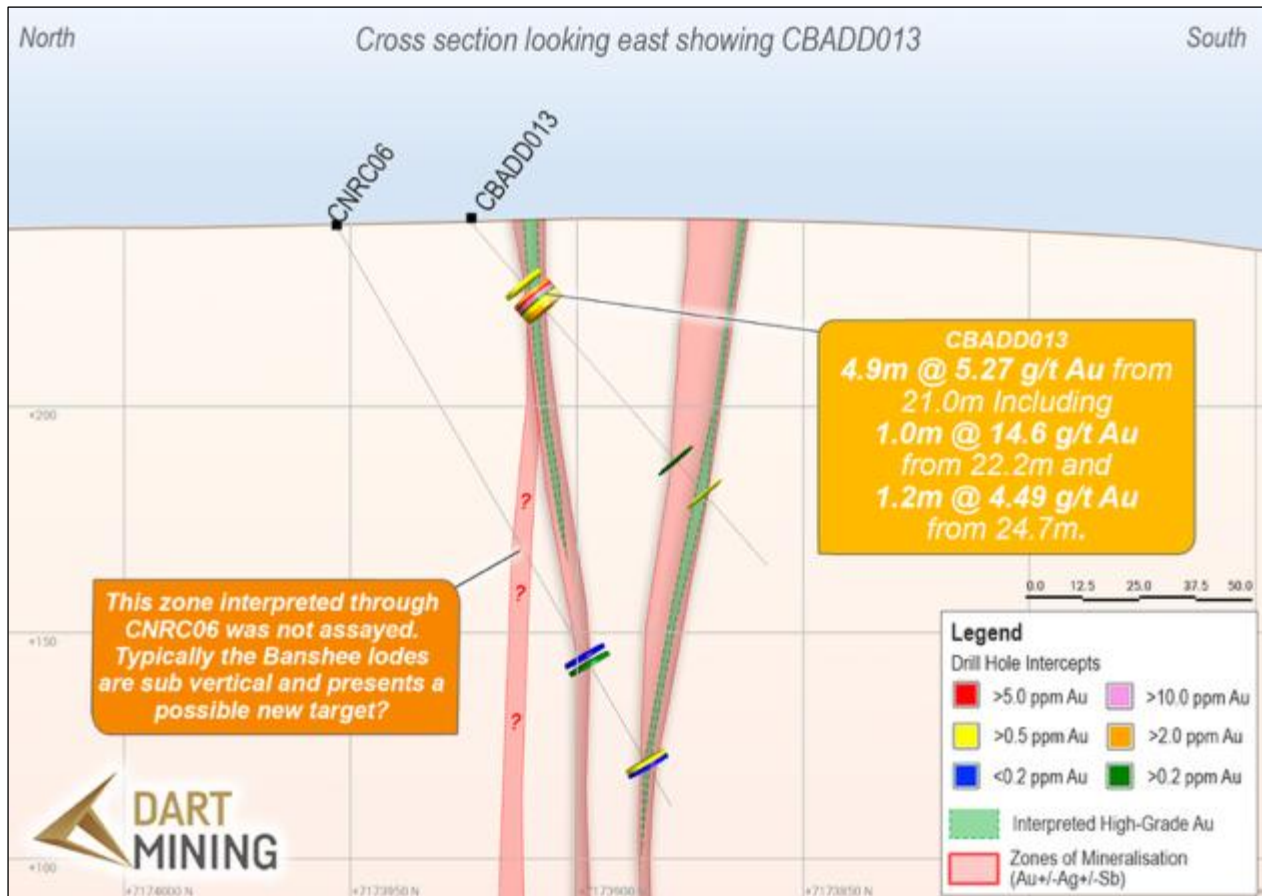 North
Cross section looking east showing CBADD013
South
CNRC06
CBADD013
CBADD013
4.9m @ 5.27 g/t Au from
21.0m Including
1.0m @ 14.6 g/t Au
from 22.2m and
1.2m @ 4.49 g/t Au
from 24.7m.
+200
?
?
?
This zone interpreted through
CNRC06 was not assayed.
Typically the Banshee lodes
are sub vertical and presents a
possible new target?
0.0 12.5 25.0 37.5 50.0
+150
Legend
Drill Hole Intercepts
>5.0 ppm Au >10.0 ppm Au
>0.5 ppm Au >2.0 ppm Au
<0.2 ppm Au >0.2 ppm Au
Interpreted High-Grade Au
Zones of Mineralisation
(Au+/-Ag+/-Sb)
DART
MINING
+100
+7174000 N +7173950 N +7173900 N +7173850 N